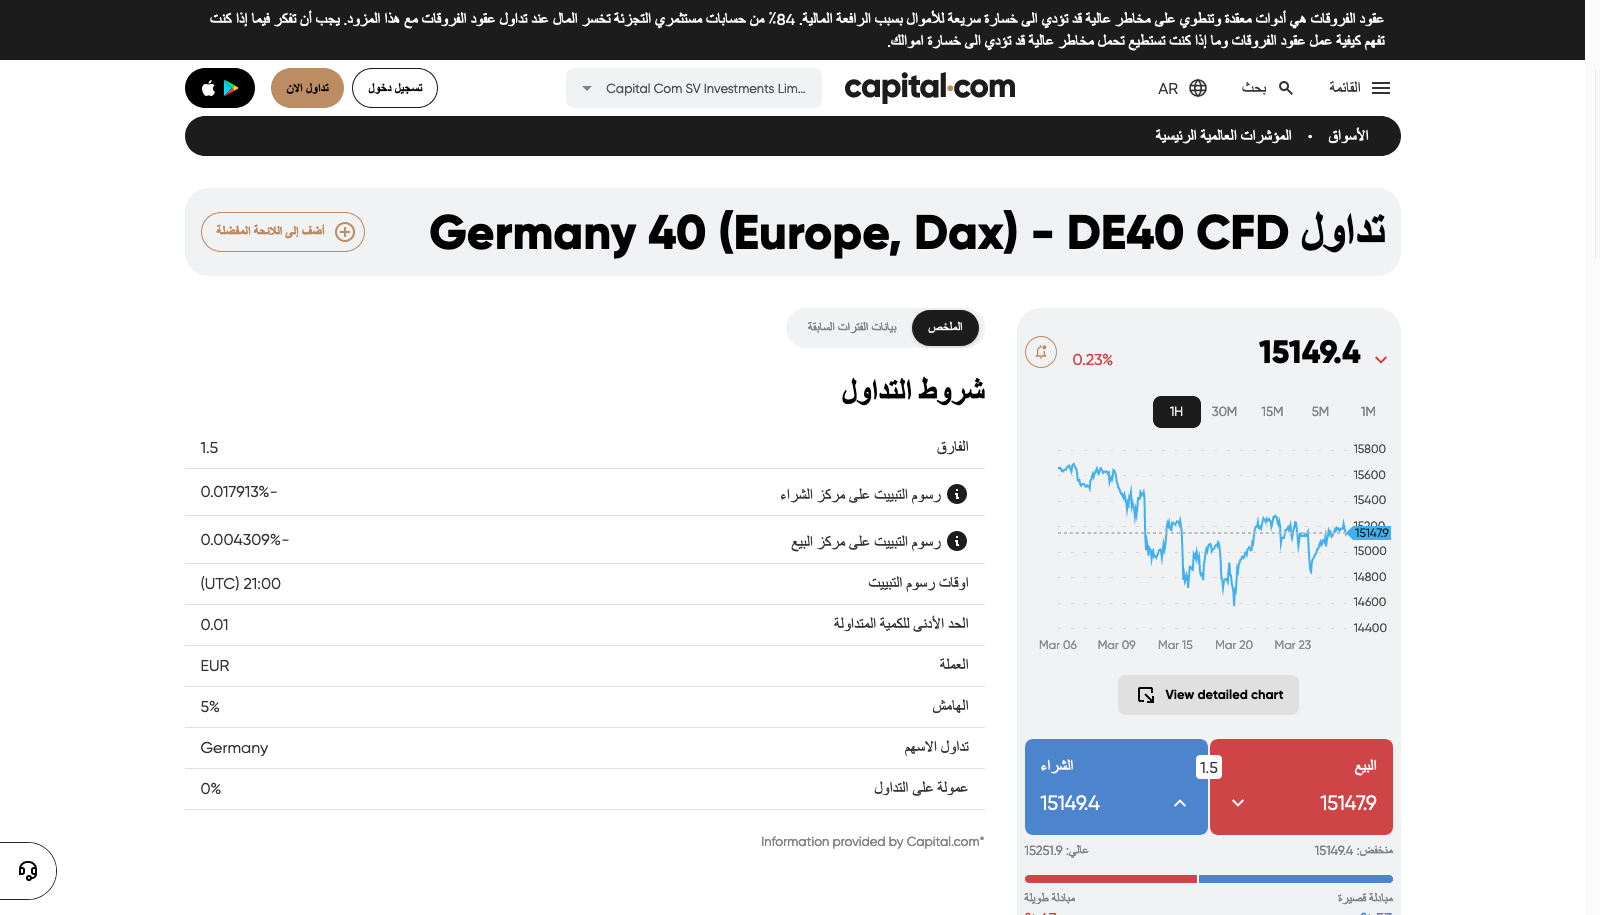 عقود الفروقات هي أدوات معقدة وتنطوي على مخاطر عالية قد تؤدي الى خسارة سريعة للأموال بسبب الرافعة المالية. 84٪ من حسابات مستثمري التجزئة تخسر المال عند تداول عقود الفروقات مع هذا المزود. يجب أن تفكر فيما إذا كنت
تفهم كيفية عمل عقود الفروقات وما إذا كنت تستطيع تحمل مخاطر عالية قد تؤدي الى خسارة اموالك.
القائمة
بحث
AR
capital.com
Capital Com SV Investments Lim...
تسجيل دخول
تداول الان
الأسواق • المؤشرات العالمية الرئيسية
تداول Germany 40 (Europe, Dax) - DE40 CFD
أضف إلى اللائحة المفضلة
15149.4
0.23%
1H 30M 15M 5M 1M
15800
15600
15400
15200
15147.9
15000
14800
14600
14400
Mar 06 Mar 09 Mar 15 Mar 20 Mar 23
View detailed chart
البيع
15147.9
1.5
الشراء
15149.4
منخفض: 15149.4
عالي: 15251.9
مبادلة قصيرة
مبادلة طويلة
الملخص
بيانات الفترات السابقة
شروط التداول
الفارق 1.5
رسوم التبييت على مركز الشراء -0.017913%
رسوم التبييت على مركز البيع -0.004309%
اوقات رسوم التبييت 21:00 (UTC)
الحد الأدنى للكمية المتداولة 0.01
العملة EUR
الهامش 5%
تداول الاسهم Germany
عمولة على التداول 0%
Information provided by Capital.com*